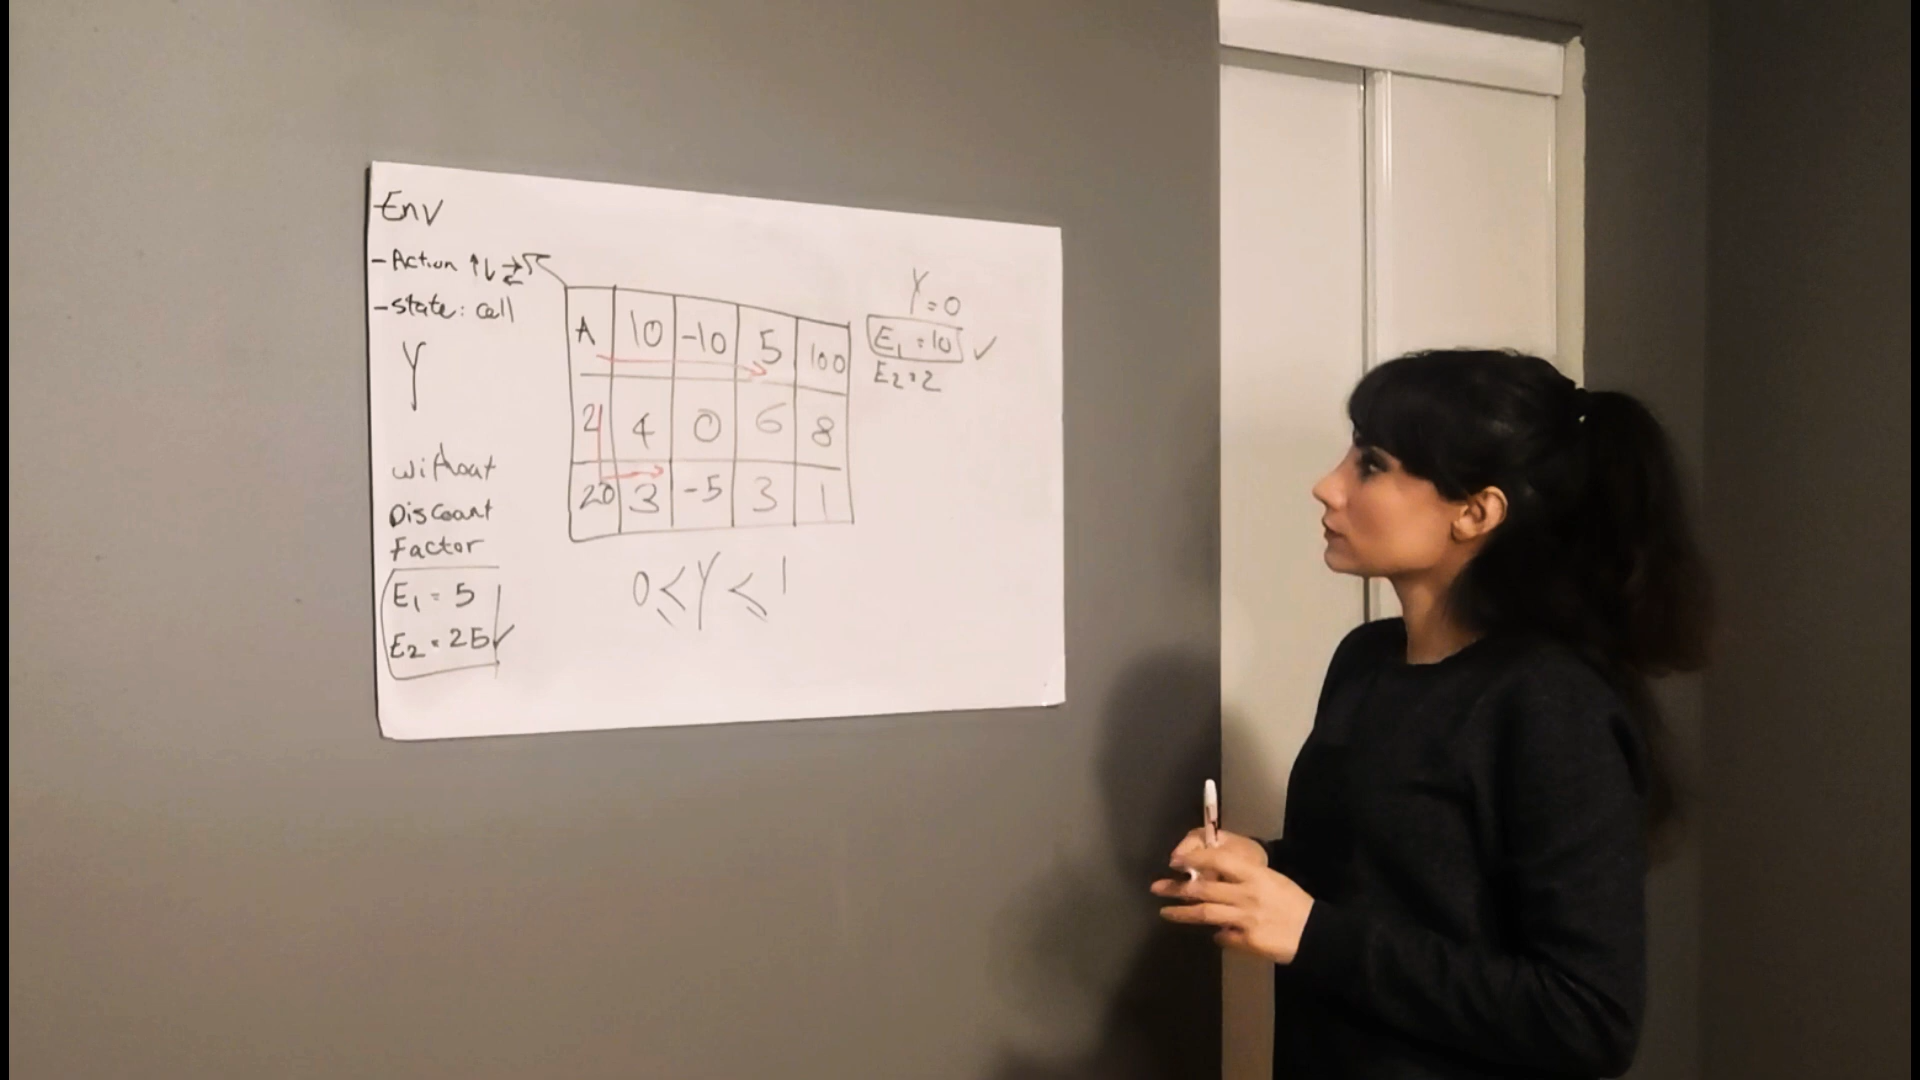 Env
- Action ↑↓→←↖
- state: cell
γ
without
Discount
Factor
E₁ = 5
E₂ = 25 ✓
A 10 -10 5 100
2 4 0 6 8
20 3 -5 3 1
0 ≤ γ ≤ 1
γ = 0
E₁ = 10 ✓
E₂ = 2